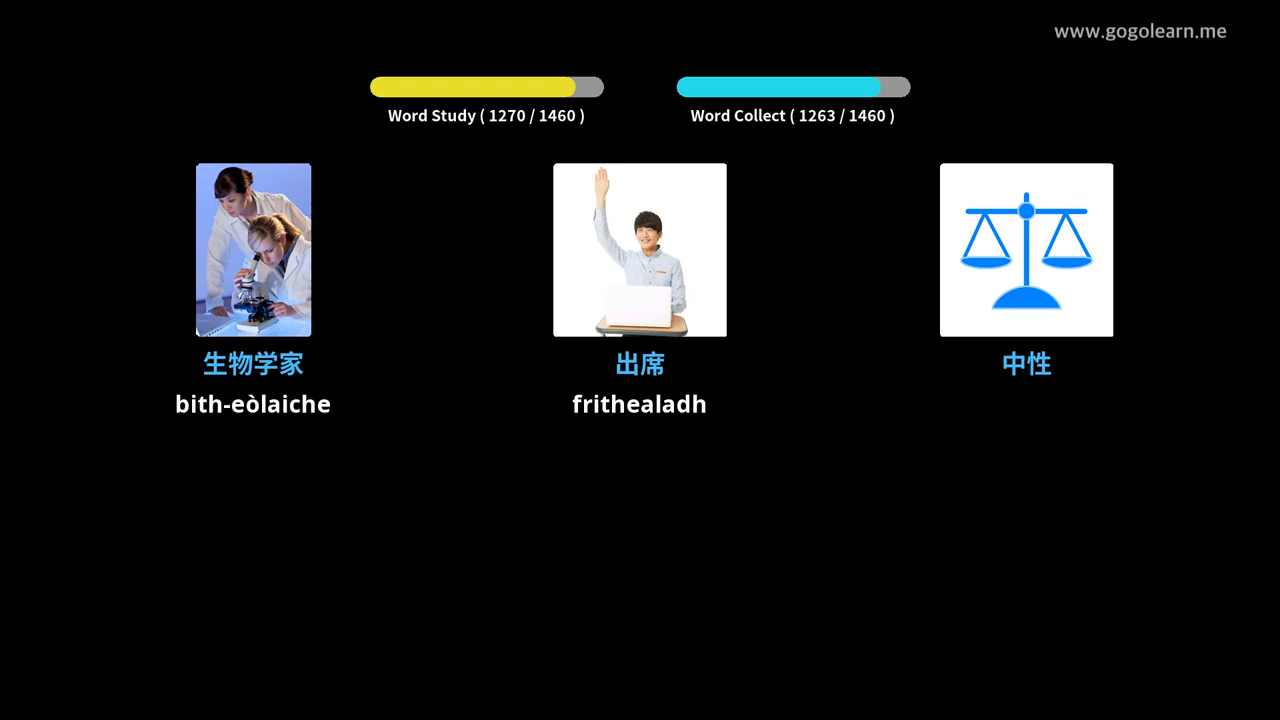 www.gogolearn.me
Word Study ( 1270 / 1460 )
Word Collect ( 1263 / 1460 )
生物学家
出席
中性
bith-eòlaiche
frithealadh